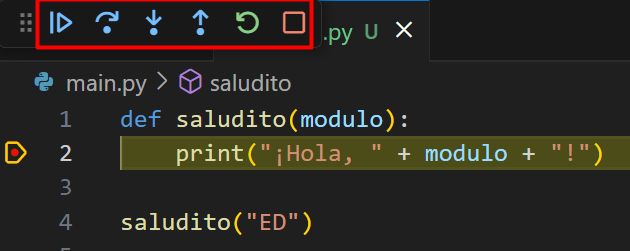 .py U
main.py > saludito
1 def saludito(modulo):
2 print("¡Hola, " + modulo + "!")
3
4 saludito("ED")